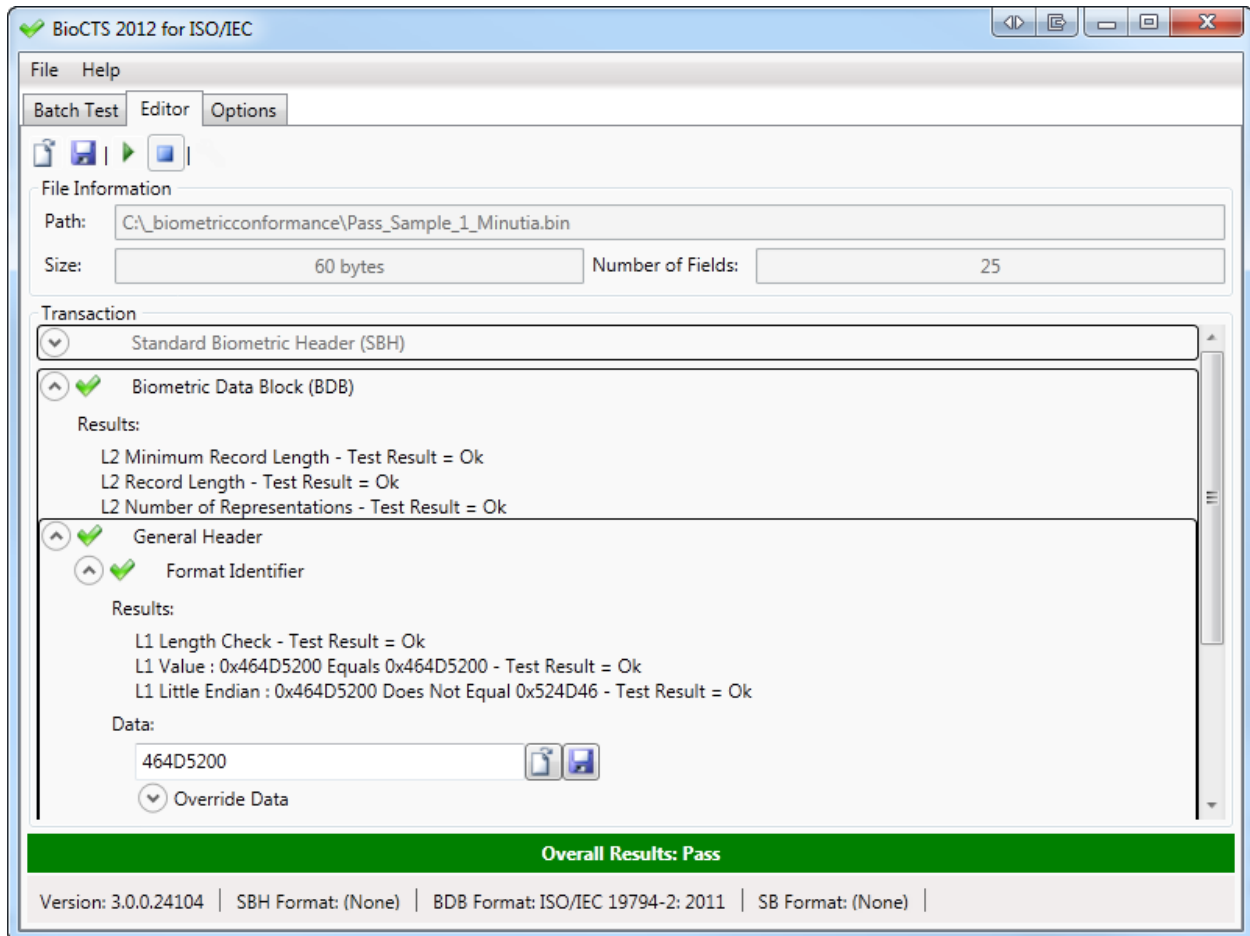 BioCTS 2012 for ISO/IEC
File Help
Batch Test Editor Options
File Information
Path: C:\_biometricconformance\Pass_Sample_1_Minutia.bin
Size: 60 bytes Number of Fields: 25
Transaction
Standard Biometric Header (SBH)
Biometric Data Block (BDB)
Results:
L2 Minimum Record Length - Test Result = Ok
L2 Record Length - Test Result = Ok
L2 Number of Representations - Test Result = Ok
General Header
Format Identifier
Results:
L1 Length Check - Test Result = Ok
L1 Value : 0x464D5200 Equals 0x464D5200 - Test Result = Ok
L1 Little Endian : 0x464D5200 Does Not Equal 0x524D46 - Test Result = Ok
Data:
464D5200
Override Data
Overall Results: Pass
Version: 3.0.0.24104 | SBH Format: (None) | BDB Format: ISO/IEC 19794-2: 2011 | SB Format: (None) |